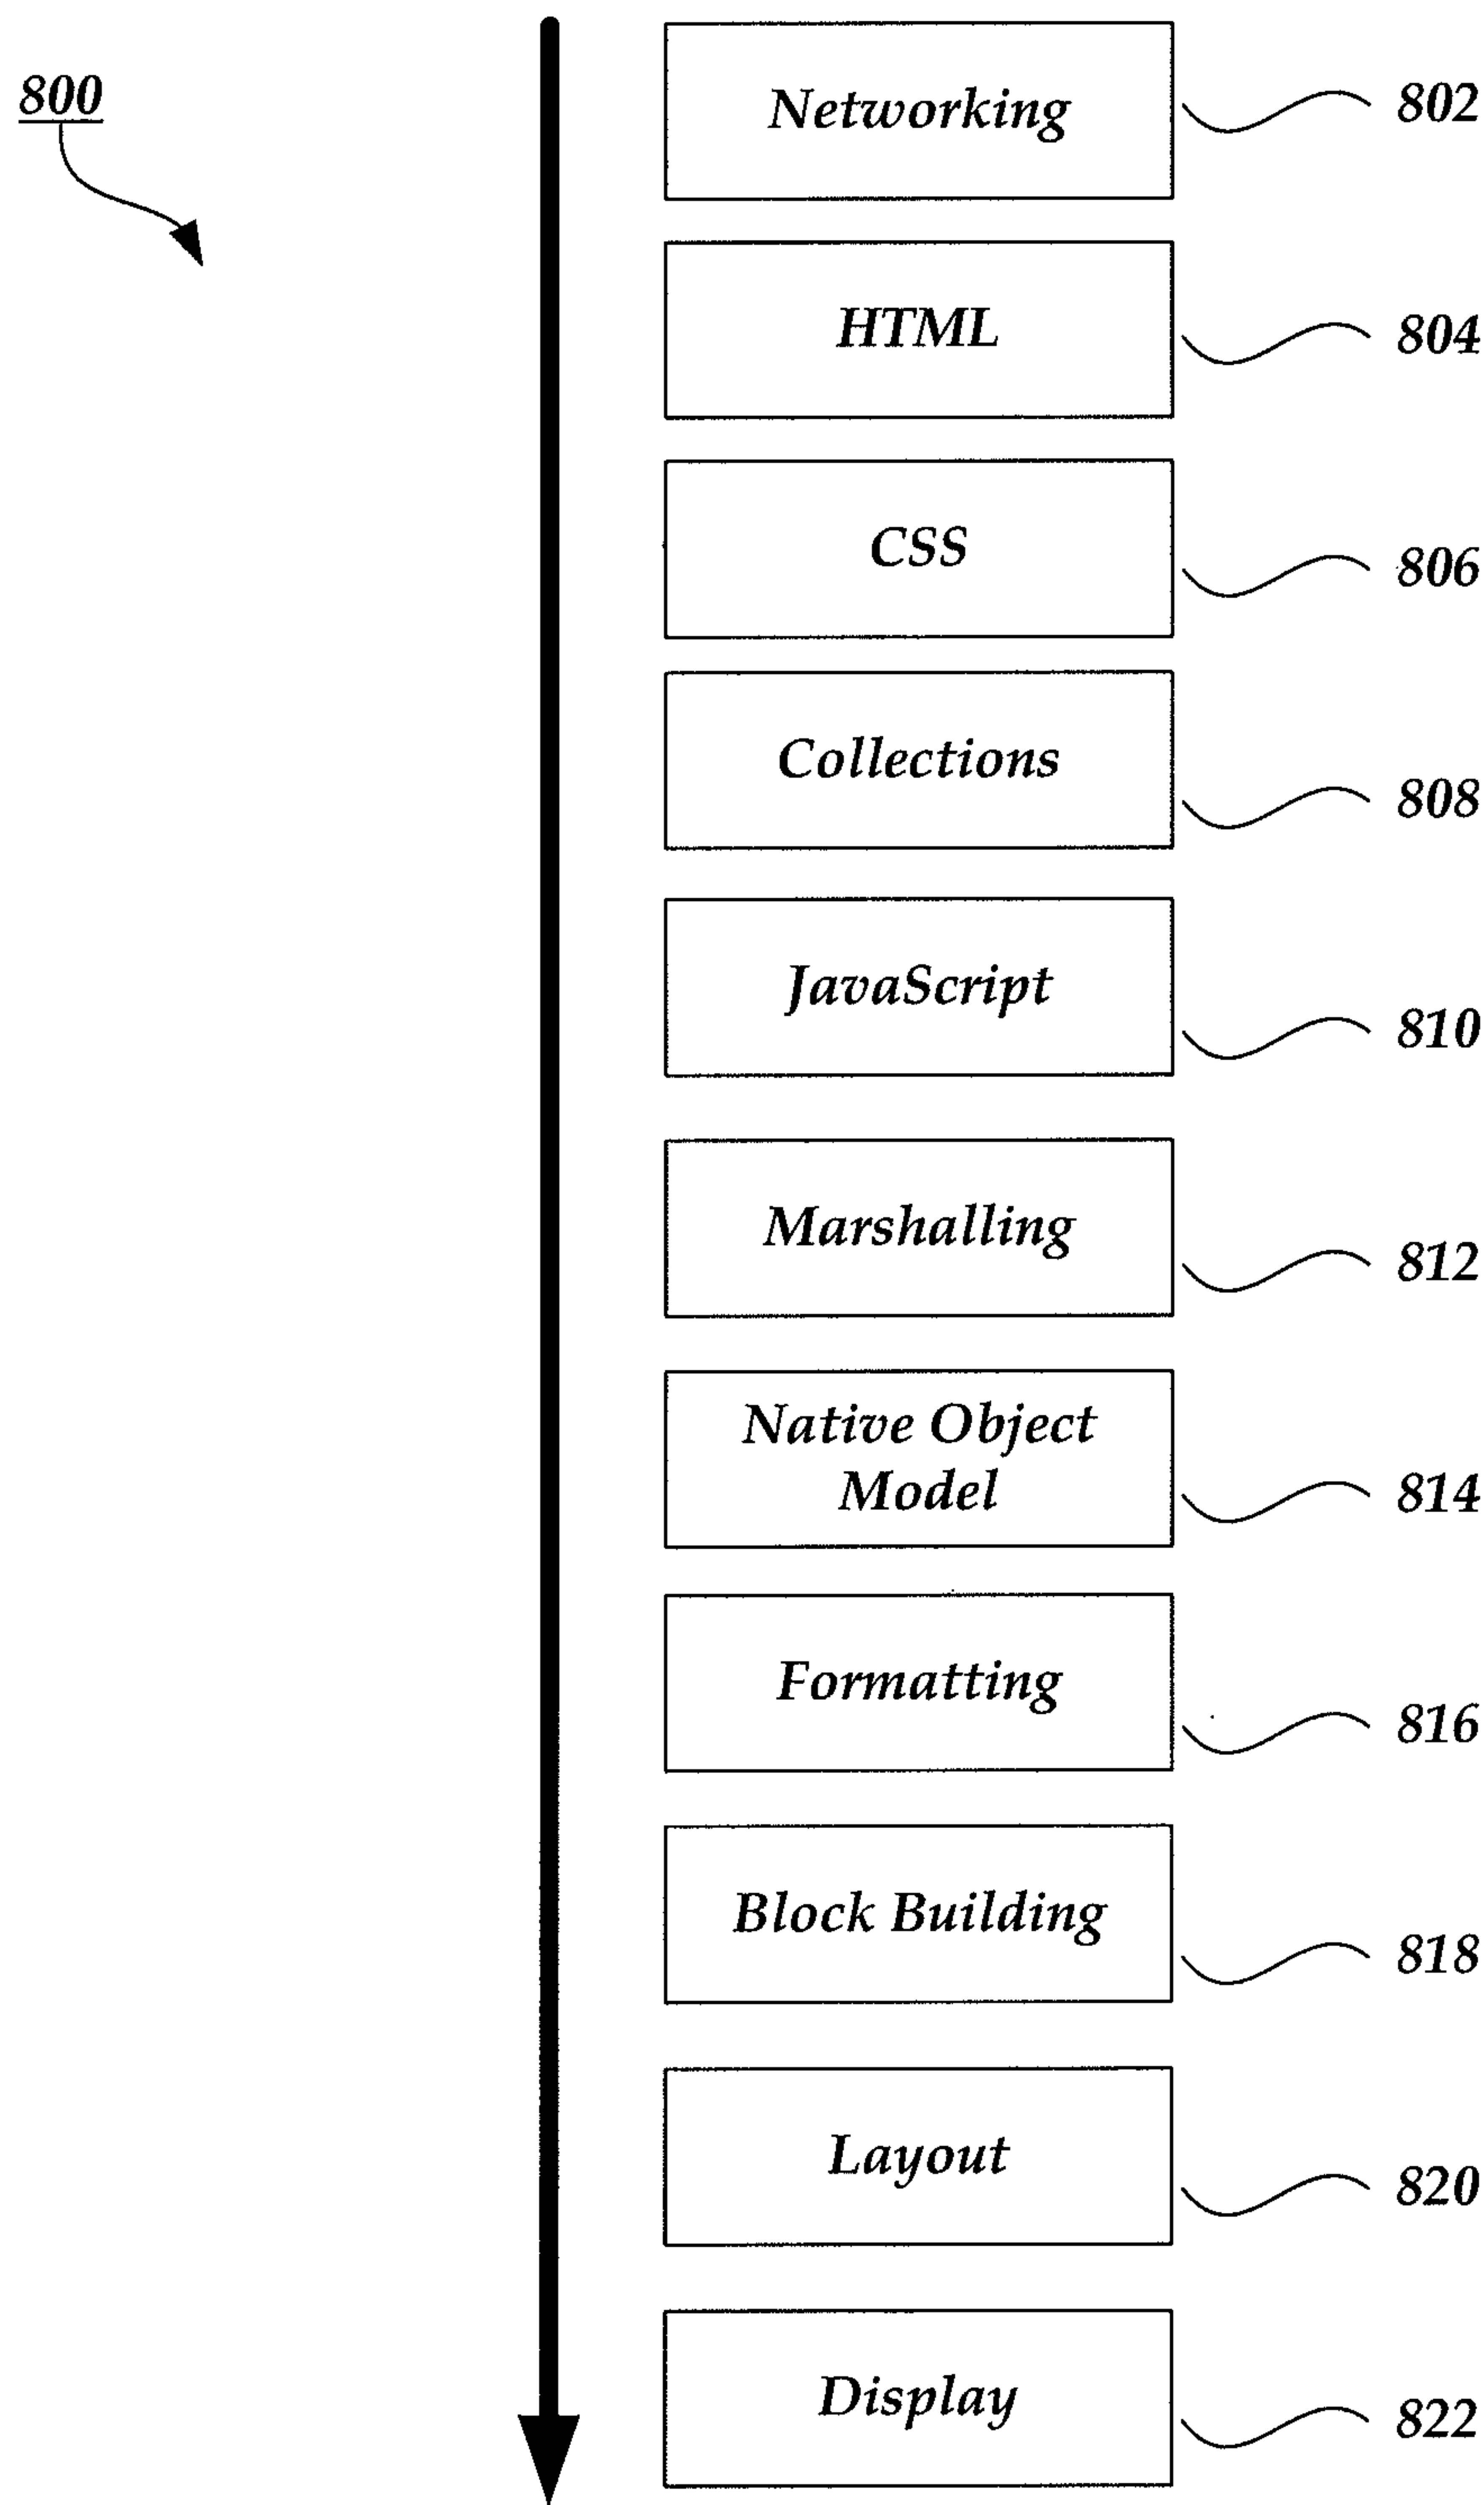 800
Networking
802
HTML
804
CSS
806
Collections
808
JavaScript
810
Marshalling
812
Native Object
Model
814
Formatting
816
Block Building
818
Layout
820
Display
822